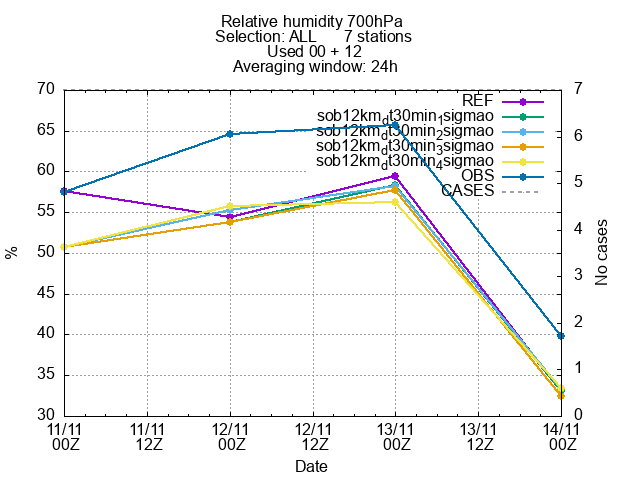 Relative humidity 700hPa
Selection: ALL 7 stations
Used 00 + 12
Averaging window: 24h
70 7
REF
sob12km_dt30min_1sigmao
65 6
sob12km_dt30min_2sigmao
sob12km_dt30min_3sigmao
sob12km_dt30min_4sigmao
60 5
OBS
CASES
55 4
50 3
45 2
40 1
35 0
30
%
No cases
11/11 00Z 11/11 12Z 12/11 00Z 12/11 12Z 13/11 00Z 13/11 12Z 14/11 00Z
Date